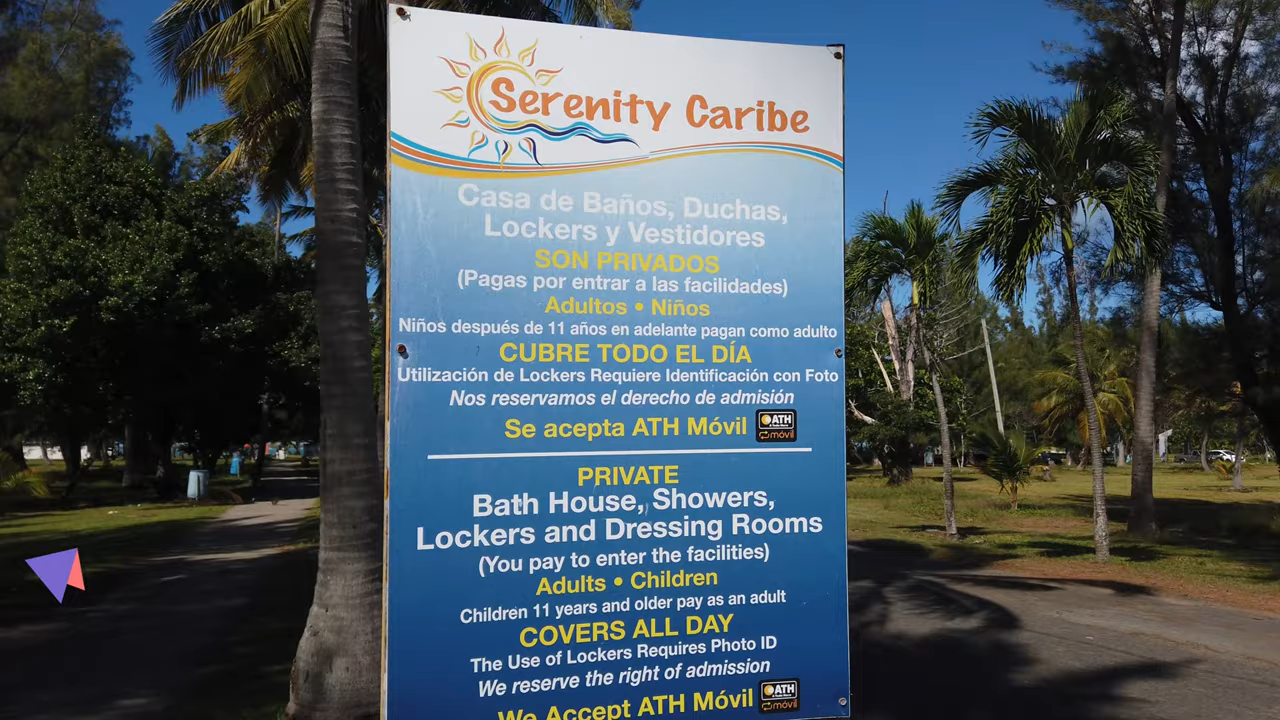 Serenity Caribe
Casa de Baños, Duchas,
Lockers y Vestidores
SON PRIVADOS
(Pagas por entrar a las facilidades)
Adultos • Niños
Niños después de 11 años en adelante pagan como adulto
CUBRE TODO EL DÍA
Utilización de Lockers Requiere Identificación con Foto
Nos reservamos el derecho de admisión
Se acepta ATH Móvil
ATH
móvil
PRIVATE
Bath House, Showers,
Lockers and Dressing Rooms
(You pay to enter the facilities)
Adults • Children
Children 11 years and older pay as an adult
COVERS ALL DAY
The Use of Lockers Requires Photo ID
We reserve the right of admission
We Accept ATH Móvil
ATH
móvil